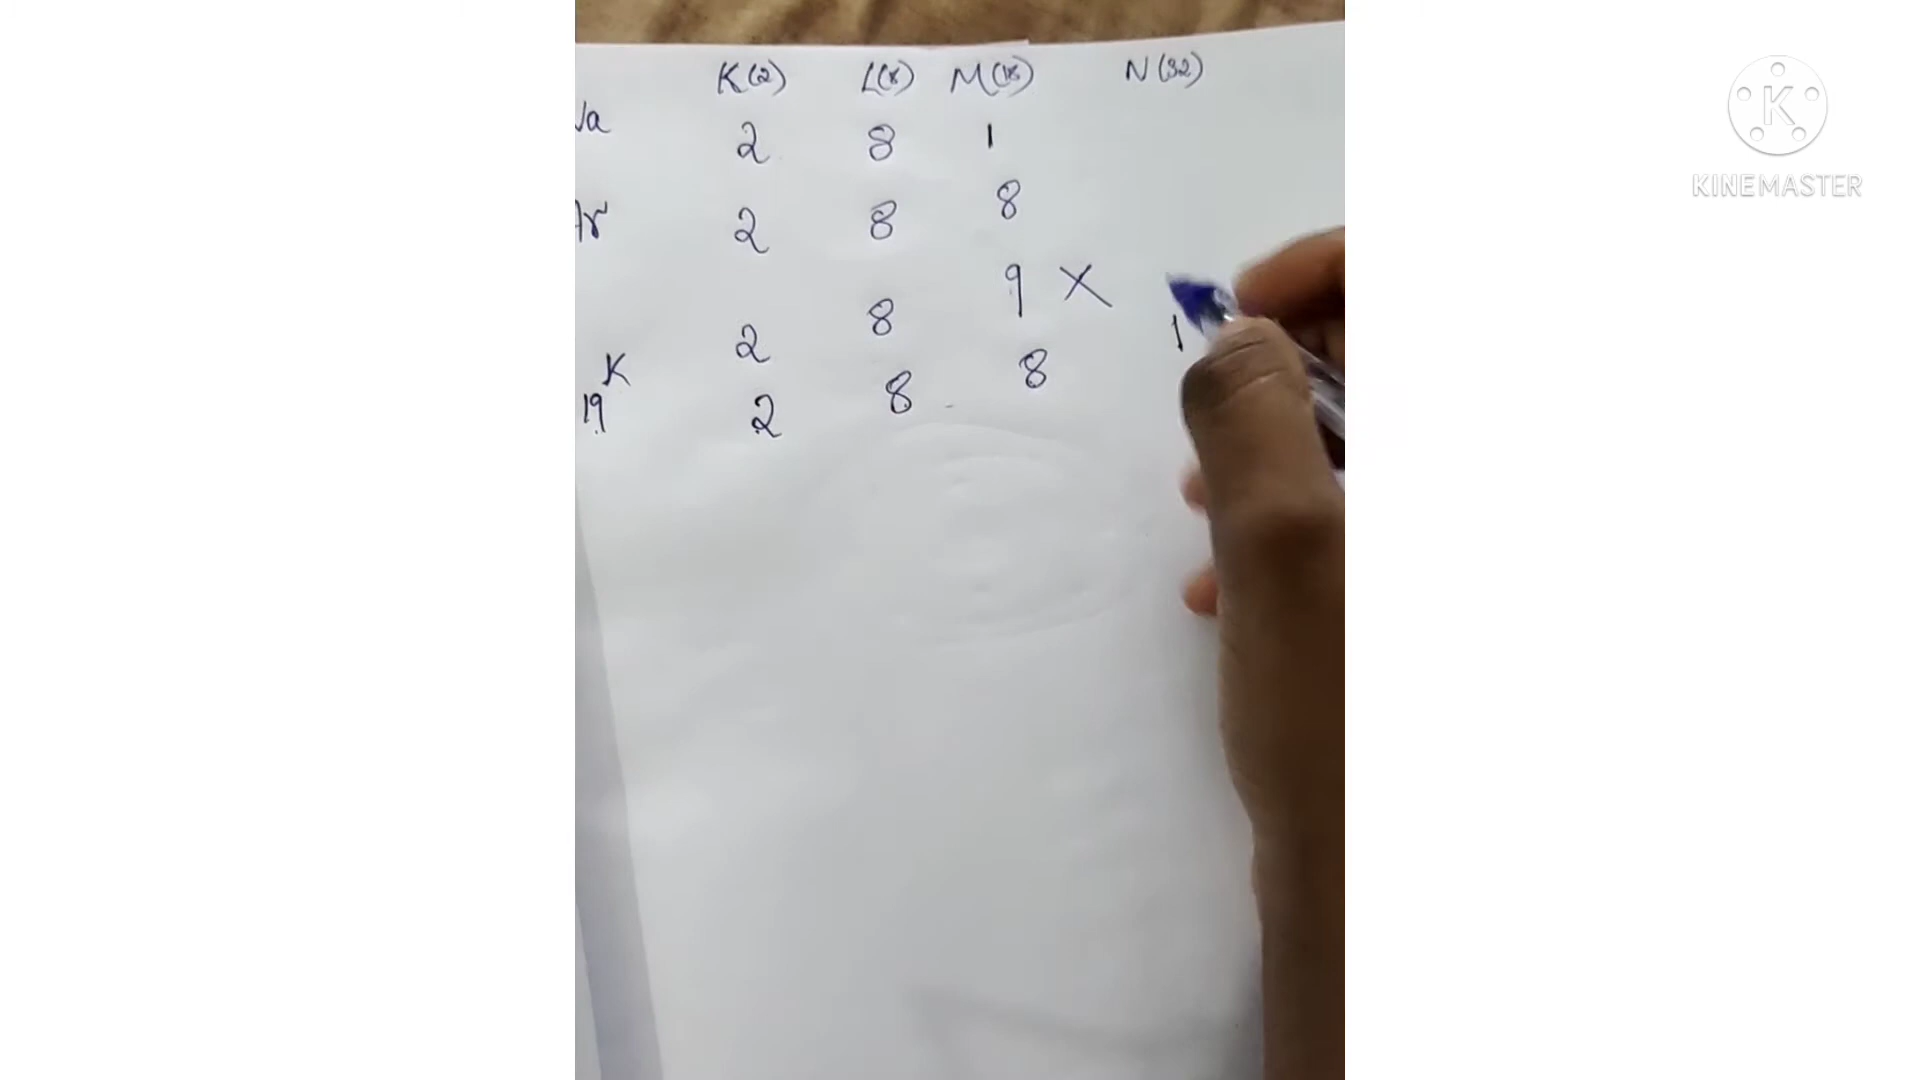 K(2) L(8) M(18) N(32)
Na 2 8 1
Ar 2 8 8
2 8 9 X
19 K 2 8 8 1
KINEMASTER